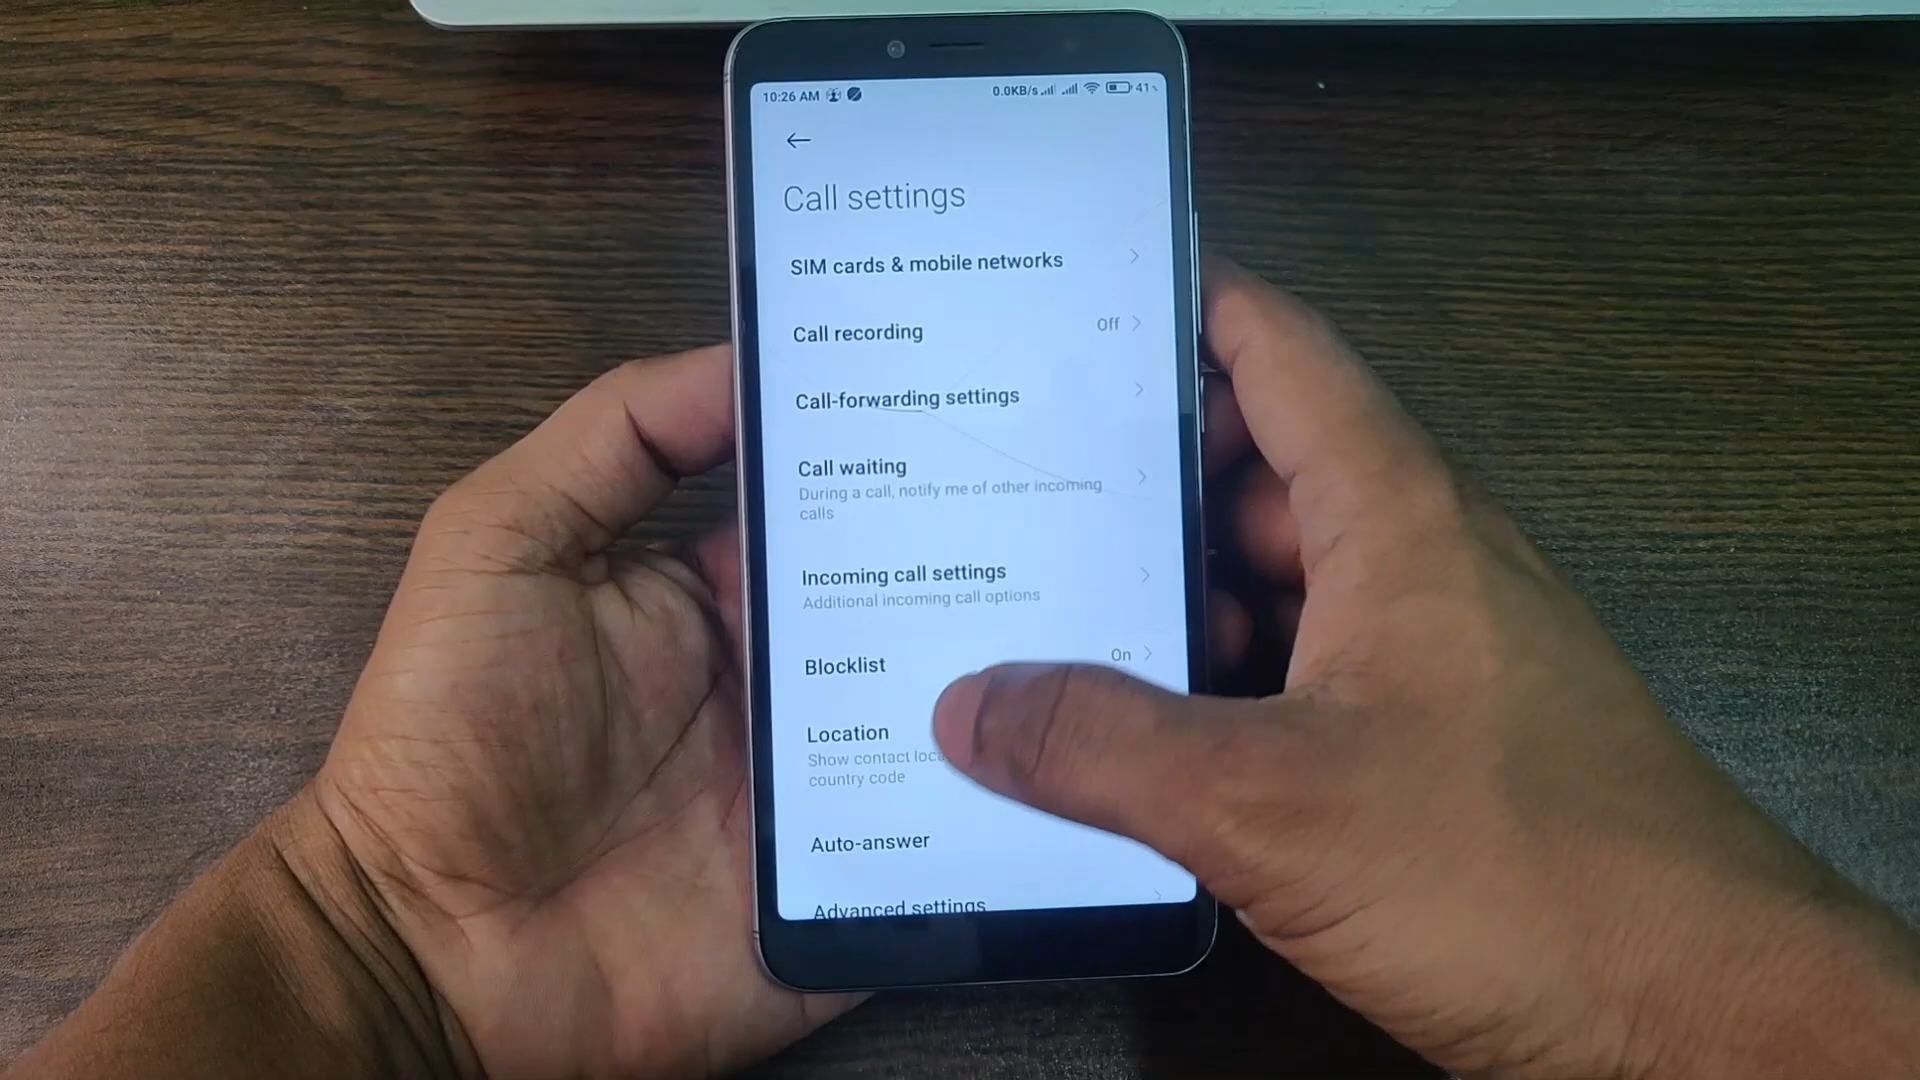 10:26 AM 0.0KB/s 41
Call settings
SIM cards & mobile networks
Call recording Off
Call-forwarding settings
Call waiting
During a call, notify me of other incoming
calls
Incoming call settings
Additional incoming call options
Blocklist On
Location
Show contact
country code
Auto-answer
Advanced settings